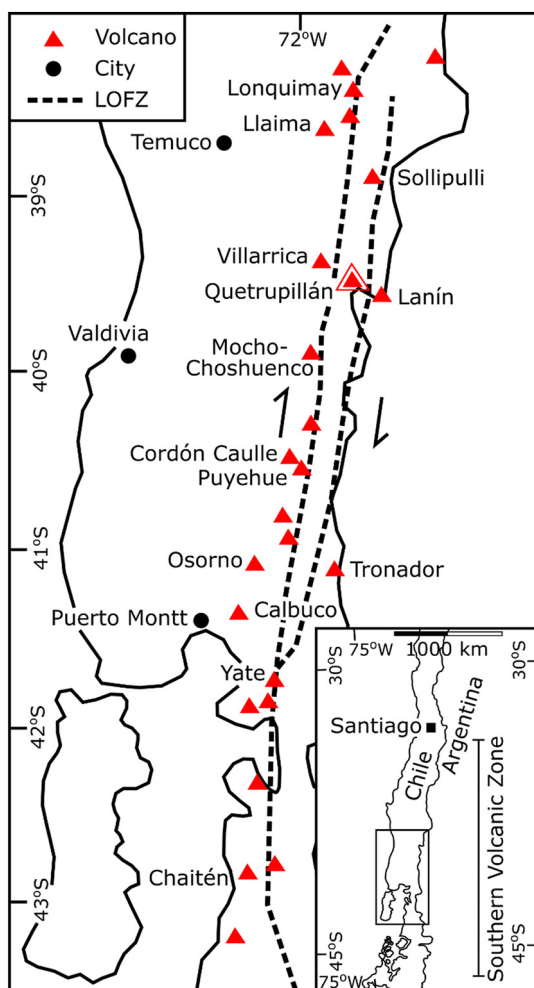 Volcano
City
LOFZ
72°W
Lonquimay
Llaima
Temuco
39°S
Sollipulli
Villarrica
Quetrupillán
Lanín
Valdivia
Mocho-
Choshuenco
40°S
Cordón Caulle
Puyehue
41°S
Osorno
Tronador
Puerto Montt
Calbuco
Yate
42°S
Chaitén
43°S
75°W
1000 km
30°S
30°S
Santiago
Chile
Argentina
Southern Volcanic Zone
45°S
45°S
75°W